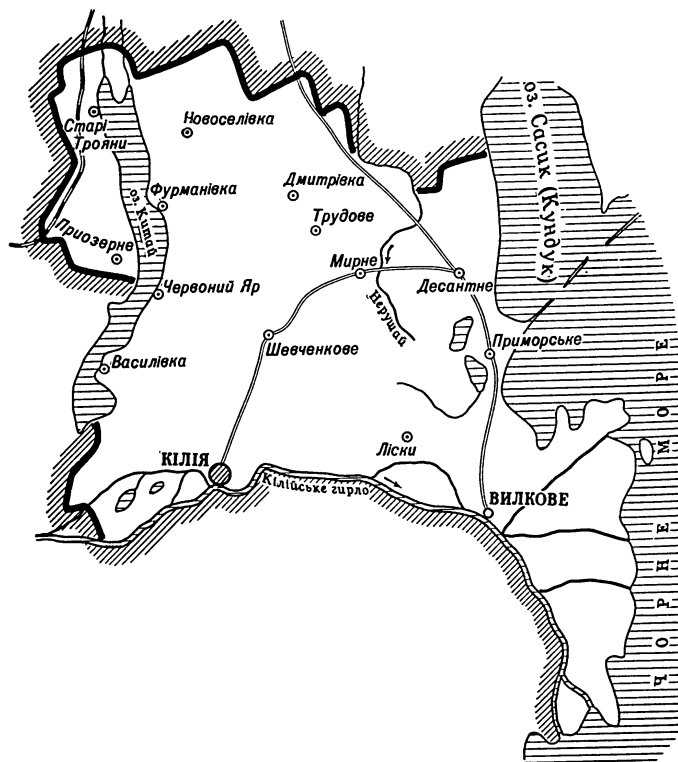 оз. Сасик (Кундук)
Старі
Трояни
Новоселівка
оз. Китай
Фурманівка
Дмитрівка
Трудове
Приозерне
Мирне
Десантне
Червоний Яр
Нерушай
Шевченкове
Приморське
Василівка
КІЛІЯ
Ліски
Кілійське гирло
ВИЛКОВЕ
ЧОРНЕ МОРЕ